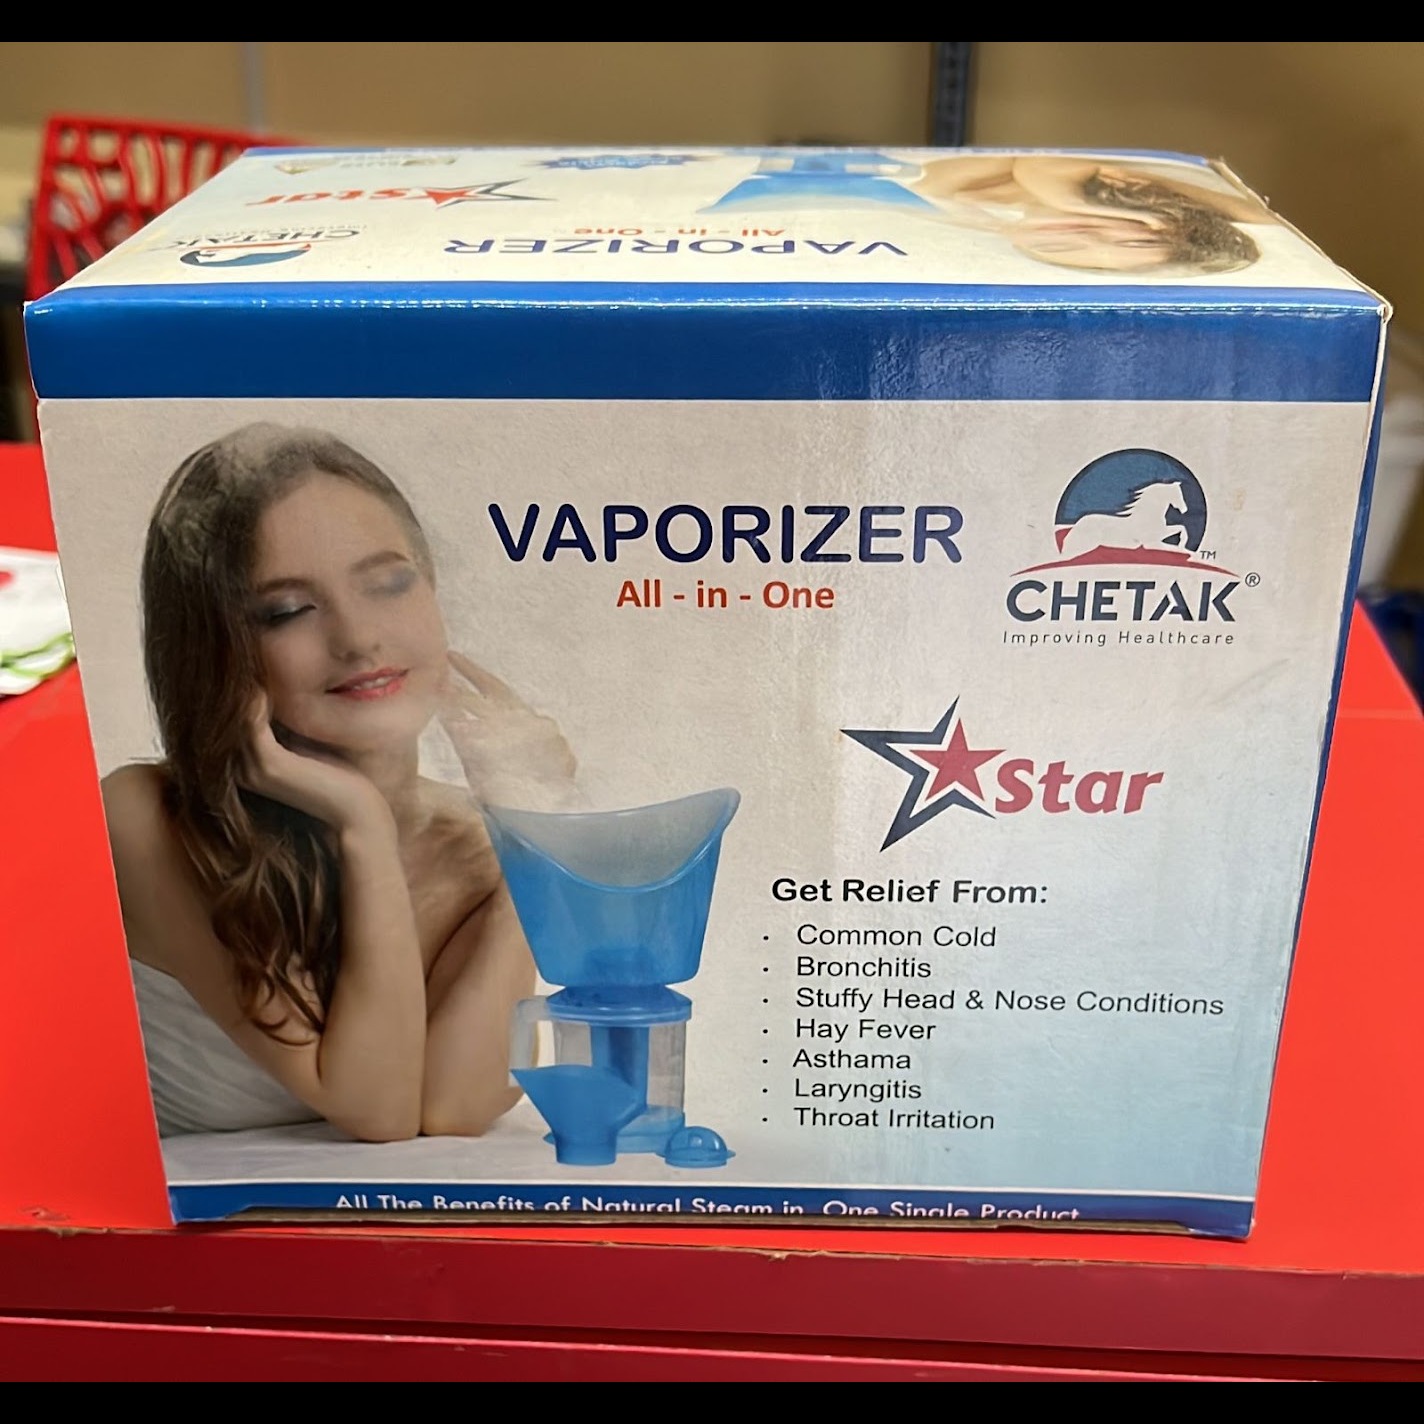 Star
CHETAK
VAPORIZER
All - in - One
VAPORIZER
All - in - One
TM
CHETAK®
Improving Healthcare
Star
Get Relief From:
· Common Cold
· Bronchitis
· Stuffy Head & Nose Conditions
· Hay Fever
· Asthama
· Laryngitis
· Throat Irritation
All The Benefits of Natural Steam in One Single Product